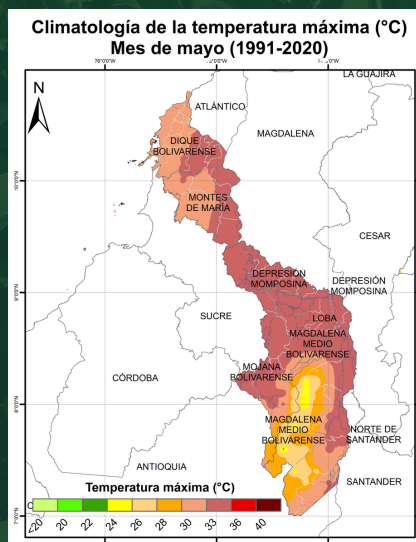 Climatología de la temperatura máxima (°C)
Mes de mayo (1991-2020)
LA GUAJIRA
N
ATLÁNTICO
MAGDALENA
DIQUE
BOLIVARENSE
MONTES
DE MARÍA
CESAR
DEPRESIÓN
MOMPOSINA
DEPRESIÓN
MOMPOSINA
SUCRE
LOBA
MAGDALENA
MEDIO
BOLIVARENSE
MOJANA
BOLIVARENSE
CÓRDOBA
MAGDALENA
MEDIO
BOLIVARENSE
NORTE DE
SANTANDER
ANTIOQUIA
SANTANDER
Temperatura máxima (°C)
<20 20 22 24 26 28 30 33 36 40